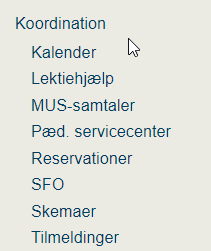 Koordination
Kalender
Lektiehjælp
MUS-samtaler
Pæd. servicecenter
Reservationer
SFO
Skemaer
Tilmeldinger